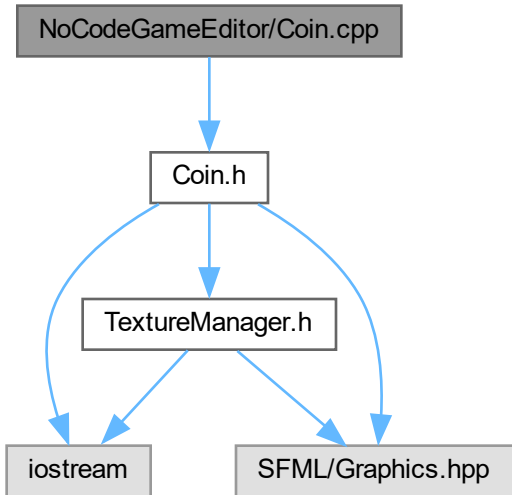 NoCodeGameEditor/Coin.cpp
Coin.h
TextureManager.h
iostream
SFML/Graphics.hpp